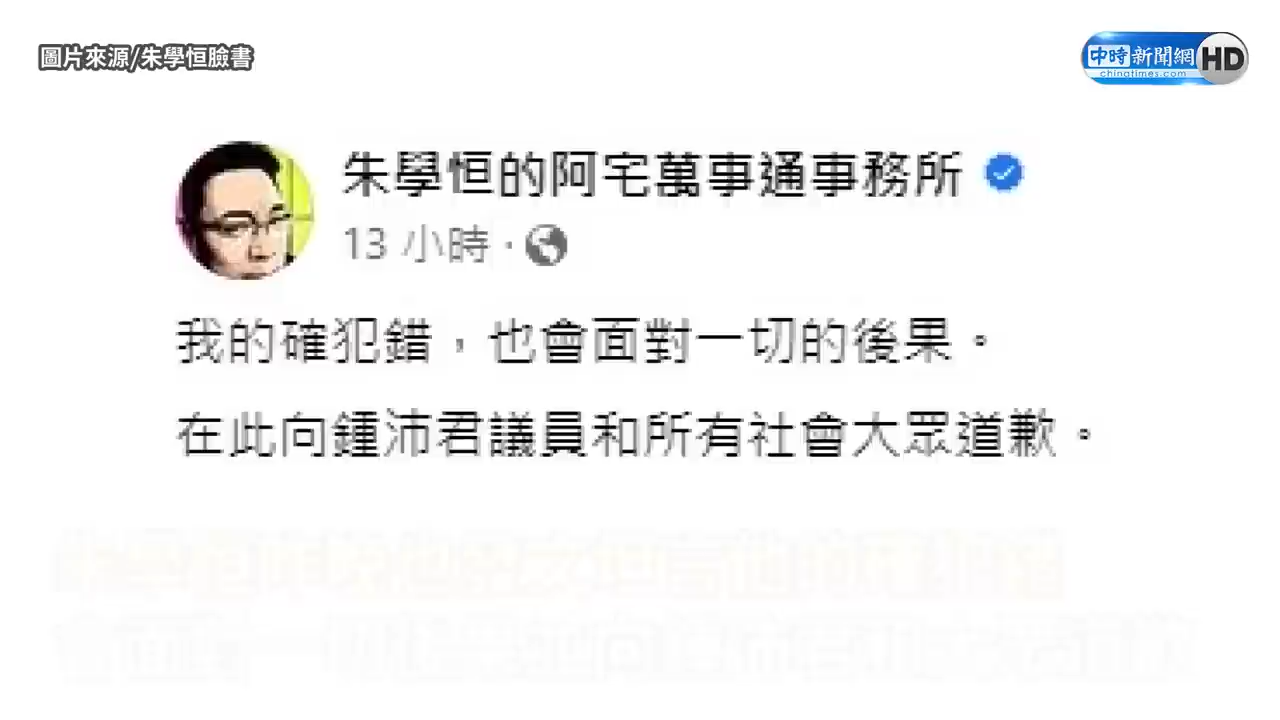 圖片來源/朱學恒臉書
中時新聞網HD
chinatimes.com
朱學恒的阿宅萬事通事務所
13 小時·
我的確犯錯，也會面對一切的後果。
在此向鍾沛君議員和所有社會大眾道歉。